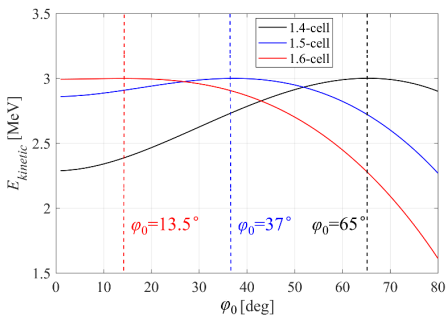 1.4-cell
1.5-cell
1.6-cell
E_kinetic [MeV]
3.5
3
2.5
2
1.5
φ₀=13.5° φ₀=37° φ₀=65°
0 10 20 30 40 50 60 70 80
φ₀ [deg]